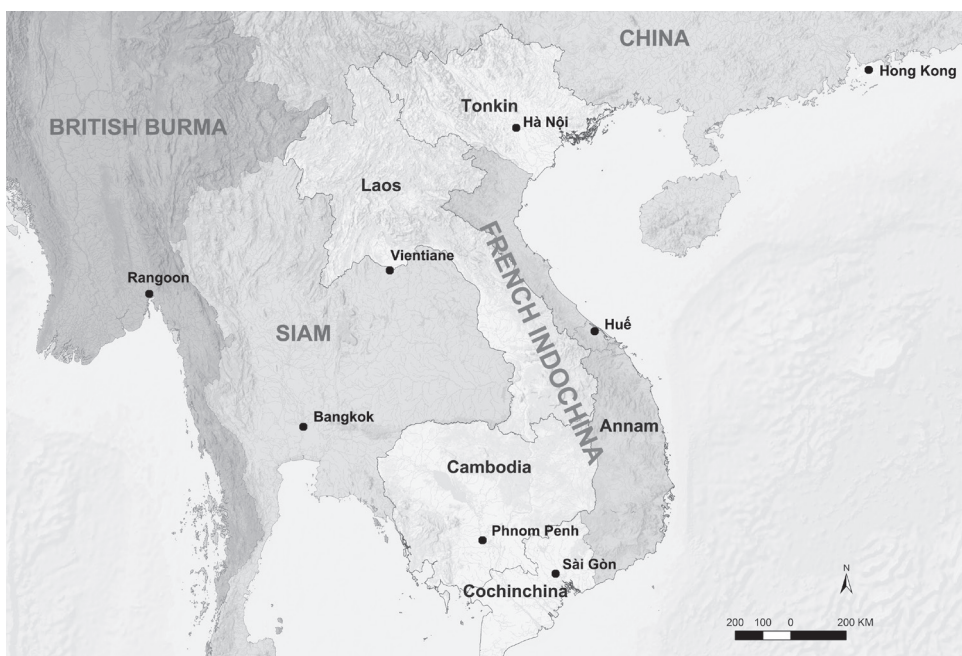 CHINA
Hong Kong
Tonkin
Hà Nội
BRITISH BURMA
Laos
Vientiane
Rangoon
FRENCH INDOCHINA
Huế
SIAM
Bangkok
Annam
Cambodia
Phnom Penh
Sài Gòn
Cochinchina
N
200 100 0 200 KM